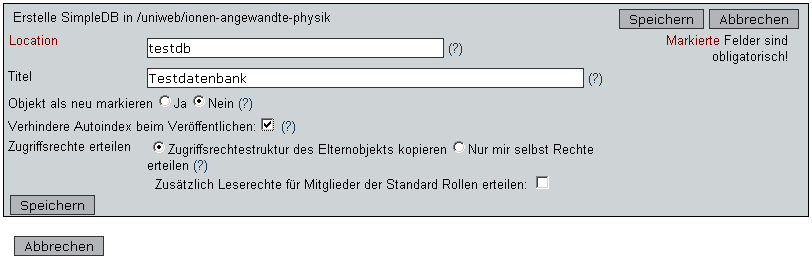 Erstelle SimpleDB in /uniweb/ionen-angewandte-physik
Speichern Abbrechen
Location testdb (?)
Markierte Felder sind
obligatorisch!
Titel Testdatenbank (?)
Objekt als neu markieren Ja Nein (?)
Verhindere Autoindex beim Veröffentlichen: (?)
Zugriffsrechte erteilen Zugriffsrechtestruktur des Elternobjekts kopieren Nur mir selbst Rechte
erteilen (?)
Zusätzlich Leserechte für Mitglieder der Standard Rollen erteilen:
Speichern
Abbrechen